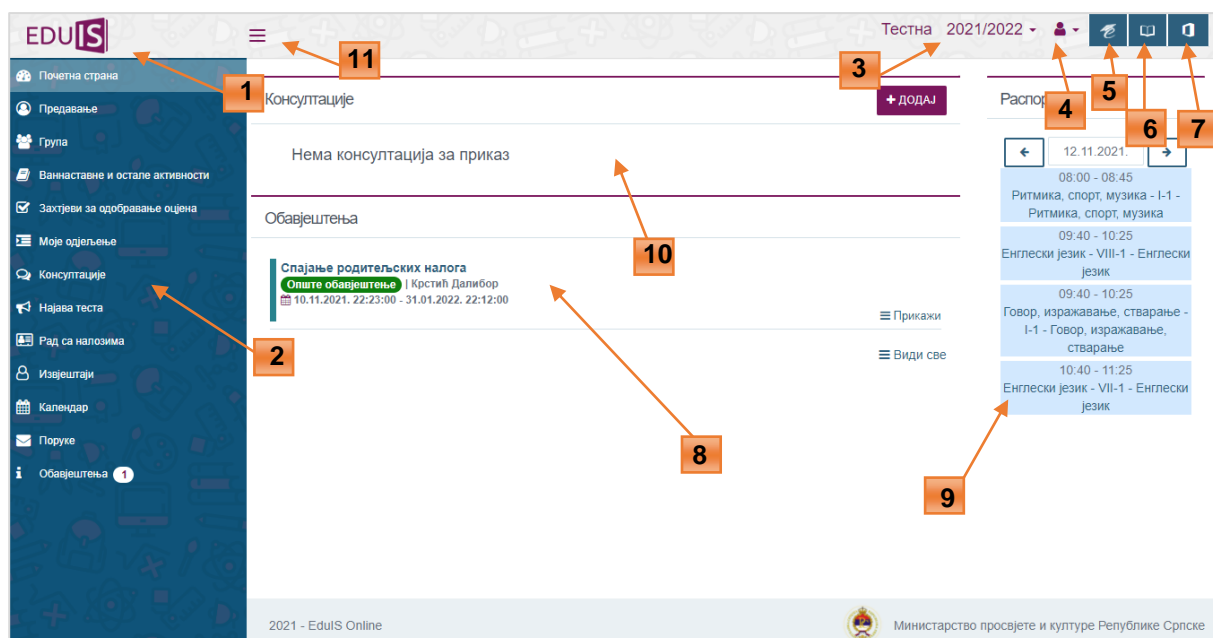 EDUIS
Тестна 2021/2022
11
3
1
4
5
6
7
Почетна страна
Предавање
Група
Ваннаставне и остале активности
Захтјеви за одобравање оцјена
Моје одјељење
Консултације
Најава теста
Рад са налозима
Извјештаји
Календар
Поруке
Обавјештења 1
2
Консултације
+ ДОДАЈ
Нема консултација за приказ
Обавјештења
10
Спајање родитељских налога
Опште обавјештење | Крстић Далибор
10.11.2021. 22:23:00 - 31.01.2022. 22:12:00
Прикажи
Види све
8
12.11.2021.
08:00 - 08:45
Ритмика, спорт, музика - I-1 -
Ритмика, спорт, музика
09:40 - 10:25
Енглески језик - VIII-1 - Енглески
језик
09:40 - 10:25
Говор, изражавање, стварање -
I-1 - Говор, изражавање,
стварање
10:40 - 11:25
Енглески језик - VII-1 - Енглески
језик
9
2021 - EduIS Online
Министарство просвјете и културе Републике Српске